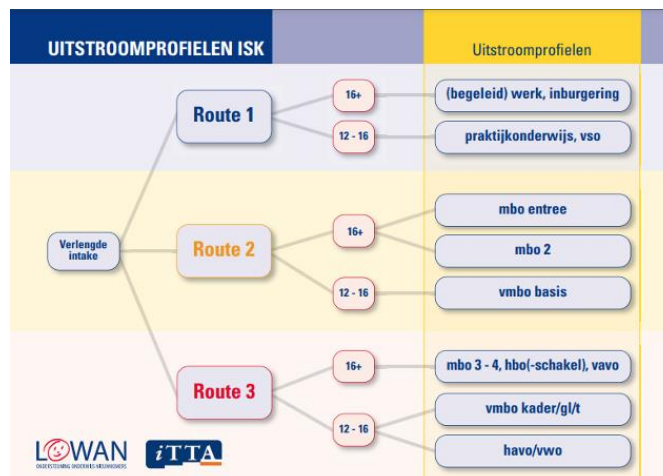 UITSTROOMPROFIELEN ISK
Uitstroomprofielen
Route 1
16+
(begeleid) werk, inburgering
12 - 16
praktijkonderwijs, vso
Verlengde
intake
Route 2
16+
mbo entree
mbo 2
12 - 16
vmbo basis
Route 3
16+
mbo 3 - 4, hbo(-schakel), vavo
12 - 16
vmbo kader/gl/t
havo/vwo
LOWAN
ONDERSTEUNING ONDERWIJS NIEUWKOMERS
iTTA